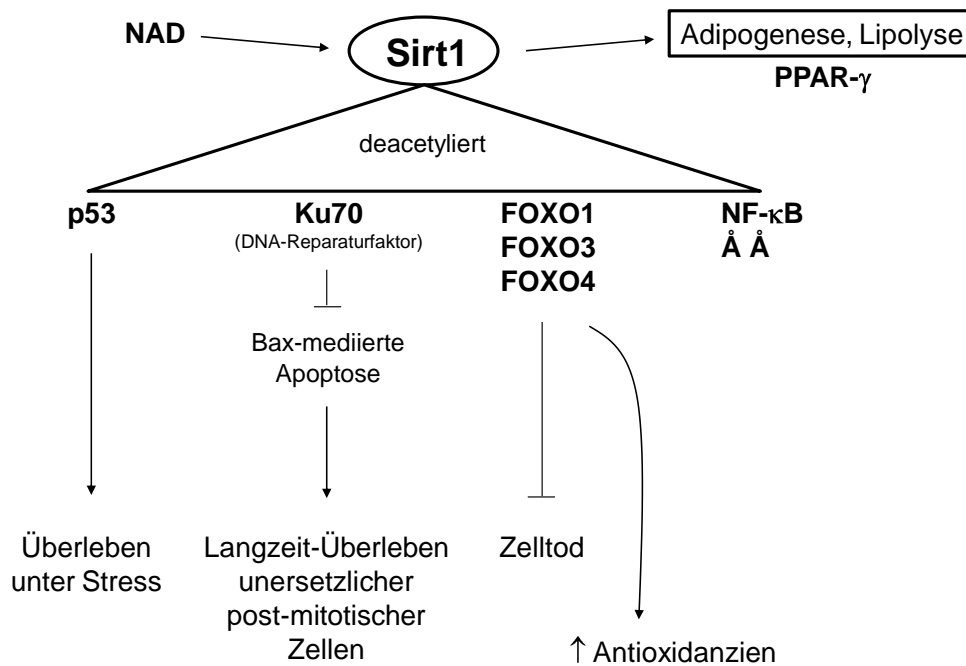 NAD
Sirt1
Adipogenese, Lipolyse
PPAR-γ
deacetyliert
p53
Ku70
(DNA-Reparaturfaktor)
FOXO1
FOXO3
FOXO4
NF-κB
Å Å
Bax-mediierte
Apoptose
Überleben
unter Stress
Langzeit-Überleben
unersetzlicher
post-mitotischer
Zellen
Zelltod
↑ Antioxidanzien